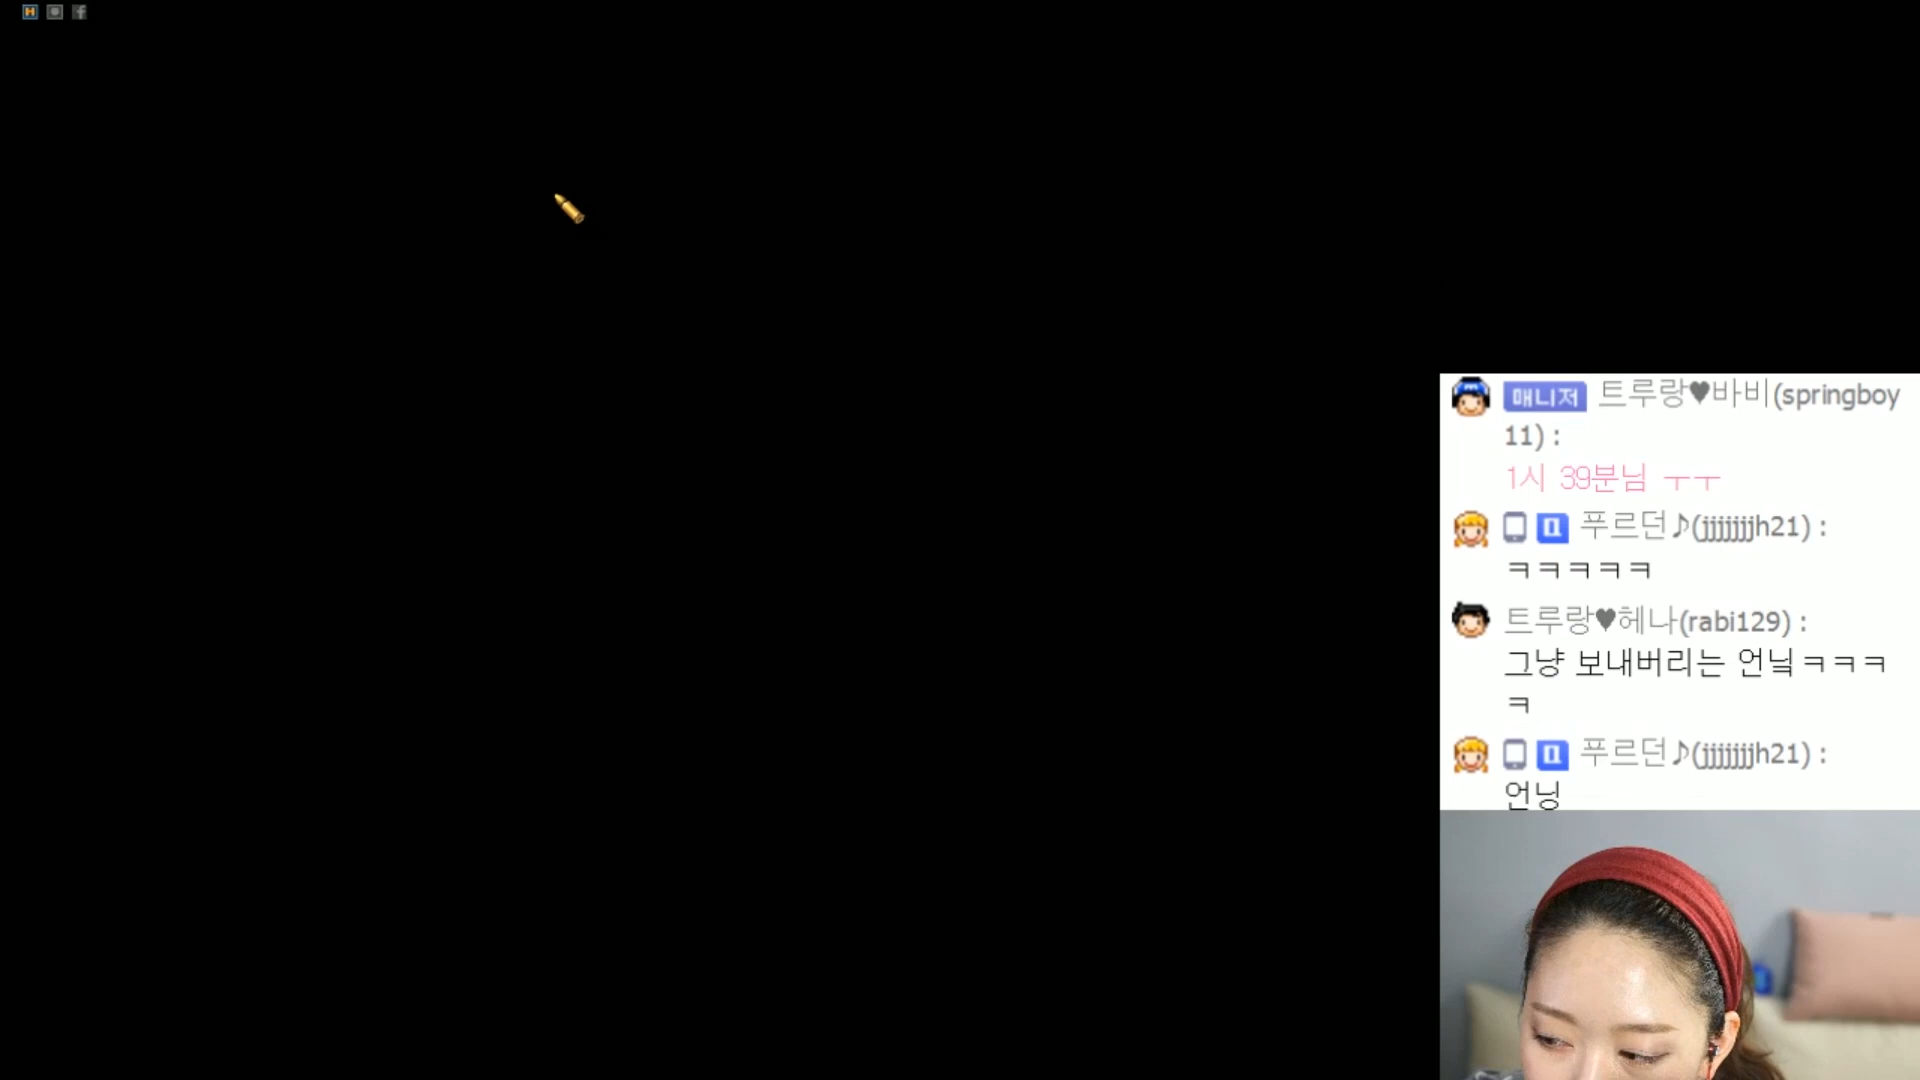 매니저 트루랑♥바비(springboy
11) :
1시 39분님 ㅜㅜ
푸르던♪(jjjjjjjh21) :
ㅋㅋㅋㅋㅋ
트루랑♥헤나(rabi129) :
그냥 보내버리는 언닠ㅋㅋㅋ
ㅋ
푸르던♪(jjjjjjjh21) :
언닝